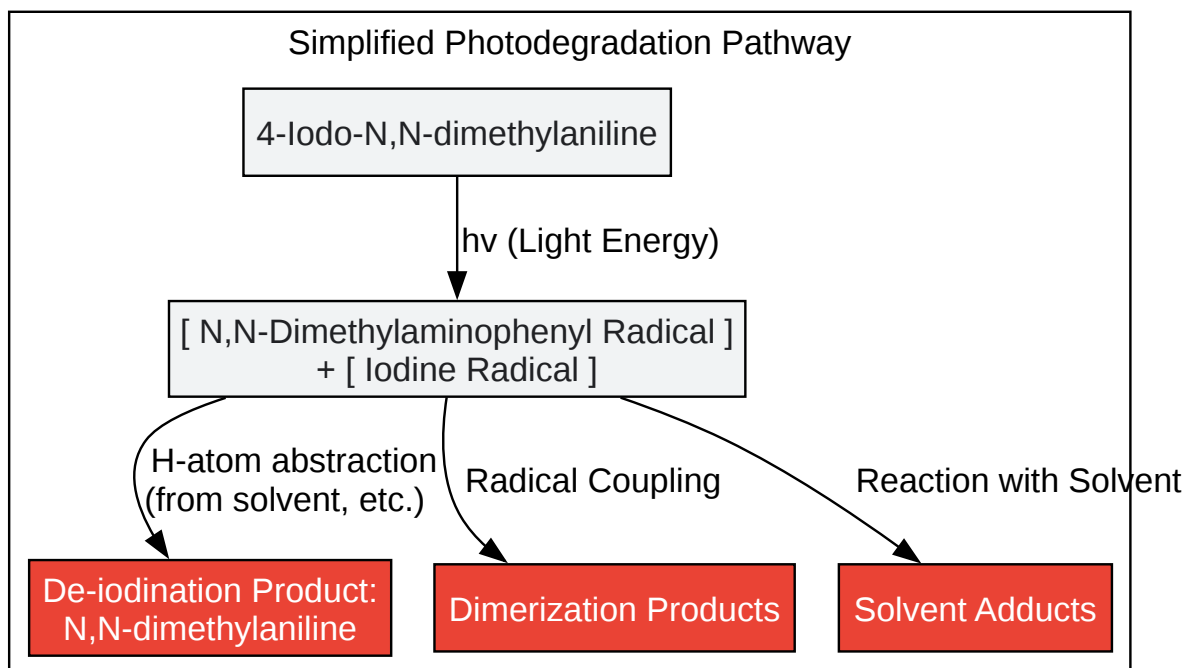 Simplified Photodegradation Pathway
4-Iodo-N,N-dimethylaniline
hv (Light Energy)
[ N,N-Dimethylaminophenyl Radical ]
+ [ Iodine Radical ]
H-atom abstraction
(from solvent, etc.)
Radical Coupling
Reaction with Solvent
De-iodination Product:
N,N-dimethylaniline
Dimerization Products
Solvent Adducts